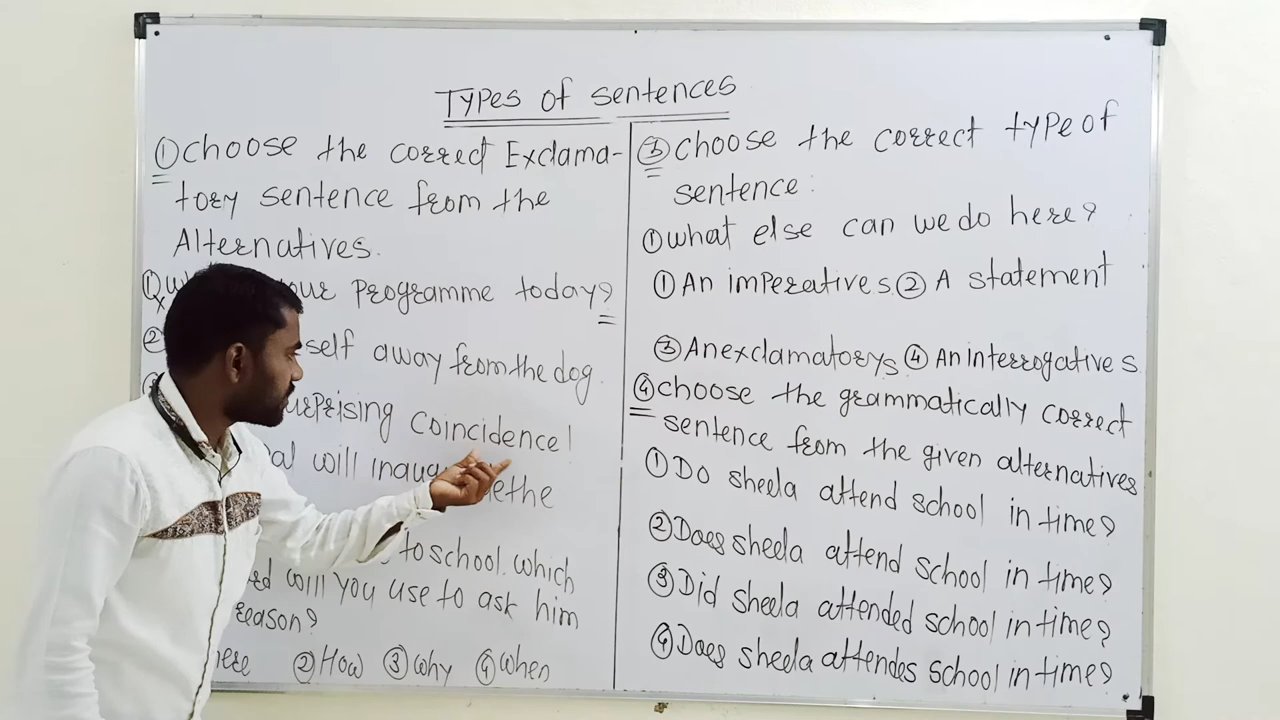 Types of sentences
① choose the correct Exclama-
tory sentence from the
Alternatives.
① your programme today?
② self away from the dog.
surprising coincidence!
will the
to school. which
will you use to ask him
reason?
② How ③ why ④ when
③ choose the correct type of
sentence:
① what else can we do here?
① An imperatives ② A statement
③ An exclamatorys ④ An interrogatives
④ choose the grammatically correct
sentence from the given alternatives
① Do sheela attend school in time?
② Does sheela attend school in time?
③ Did sheela attended school in time?
④ Does sheela attendes school in time?